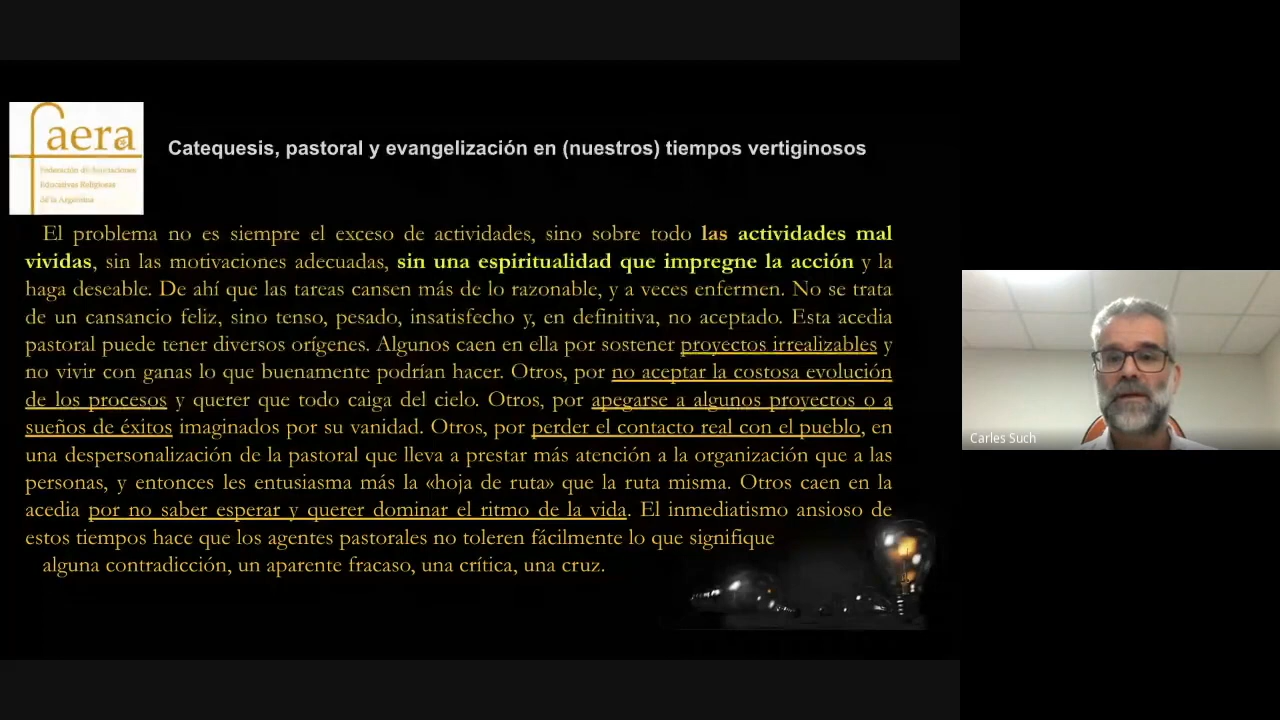 faera
Federación de Asociaciones
Educativas Religiosas
de la Argentina
Catequesis, pastoral y evangelización en (nuestros) tiempos vertiginosos
El problema no es siempre el exceso de actividades, sino sobre todo las actividades mal
vividas, sin las motivaciones adecuadas, sin una espiritualidad que impregne la acción y la
haga deseable. De ahí que las tareas cansen más de lo razonable, y a veces enfermen. No se trata
de un cansancio feliz, sino tenso, pesado, insatisfecho y, en definitiva, no aceptado. Esta acedia
pastoral puede tener diversos orígenes. Algunos caen en ella por sostener proyectos irrealizables y
no vivir con ganas lo que buenamente podrían hacer. Otros, por no aceptar la costosa evolución
de los procesos y querer que todo caiga del cielo. Otros, por apegarse a algunos proyectos o a
sueños de éxitos imaginados por su vanidad. Otros, por perder el contacto real con el pueblo, en
una despersonalización de la pastoral que lleva a prestar más atención a la organización que a las
personas, y entonces les entusiasma más la «hoja de ruta» que la ruta misma. Otros caen en la
acedia por no saber esperar y querer dominar el ritmo de la vida. El inmediatismo ansioso de
estos tiempos hace que los agentes pastorales no toleren fácilmente lo que signifique
alguna contradicción, un aparente fracaso, una crítica, una cruz.
Carles Such